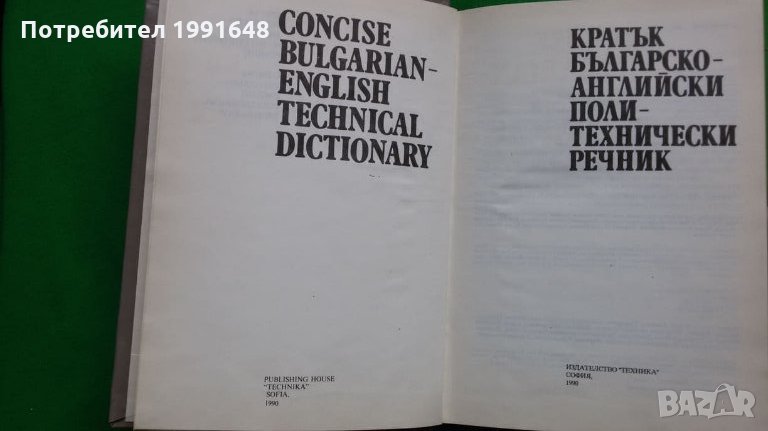 Потребител 1991648
CONCISE
BULGARIAN-
ENGLISH
TECHNICAL
DICTIONARY
PUBLISHING HOUSE
"TECHNIKA"
SOFIA,
1990
КРАТЪК
БЪЛГАРСКО-
АНГЛИЙСКИ
ПОЛИ-
ТЕХНИЧЕСКИ
РЕЧНИК
ИЗДАТЕЛСТВО "ТЕХНИКА"
СОФИЯ,
1990
BAZAR